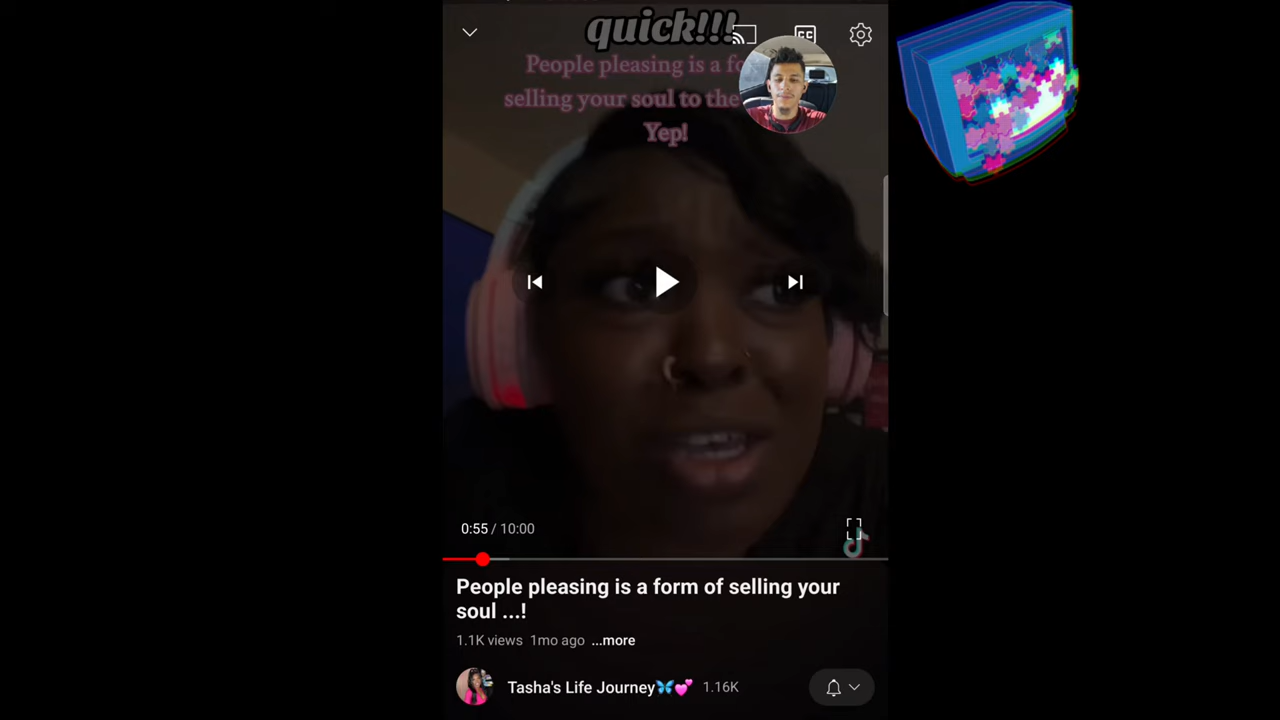 quick!!!
People pleasing is a fo
selling your soul to the
Yep!
0:55 / 10:00
People pleasing is a form of selling your
soul ...!
1.1K views 1mo ago ...more
Tasha's Life Journey🦋💕 1.16K